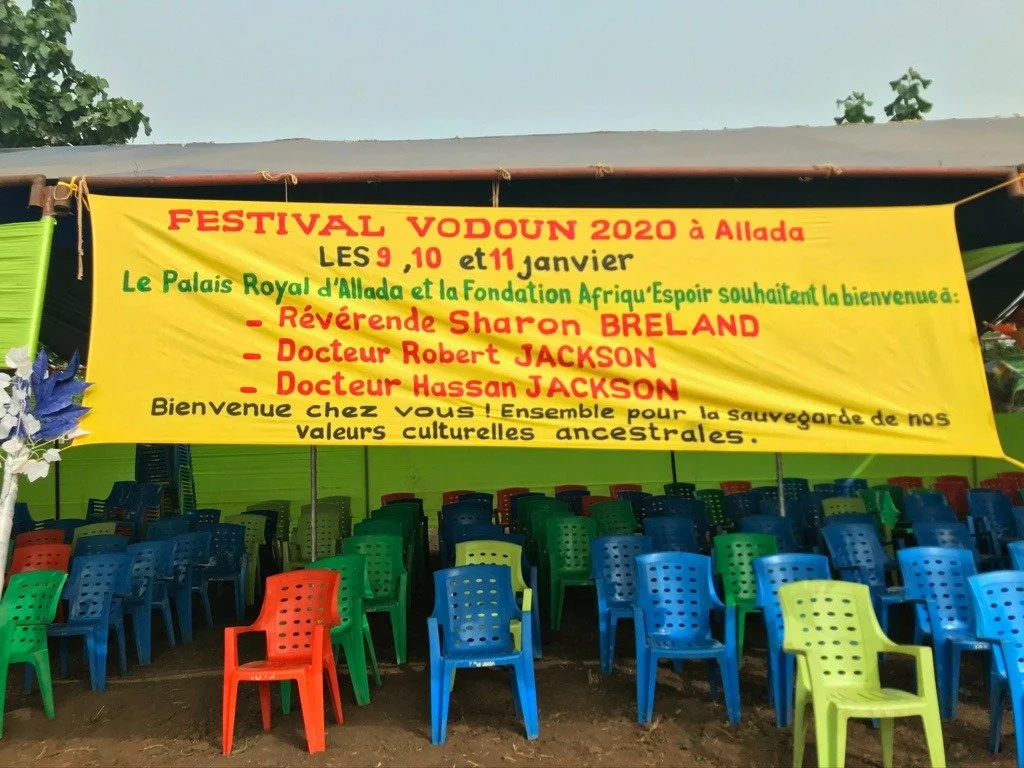 FESTIVAL VODOUN 2020 à Allada
LES 9, 10 et 11 janvier
Le Palais Royal d'Allada et la Fondation Afriqu'Espoir souhaitent la bienvenue à:
- Révérende Sharon BRELAND
- Docteur Robert JACKSON
- Docteur Hassan JACKSON
Bienvenue chez vous ! Ensemble pour la sauvegarde de nos
valeurs culturelles ancestrales.